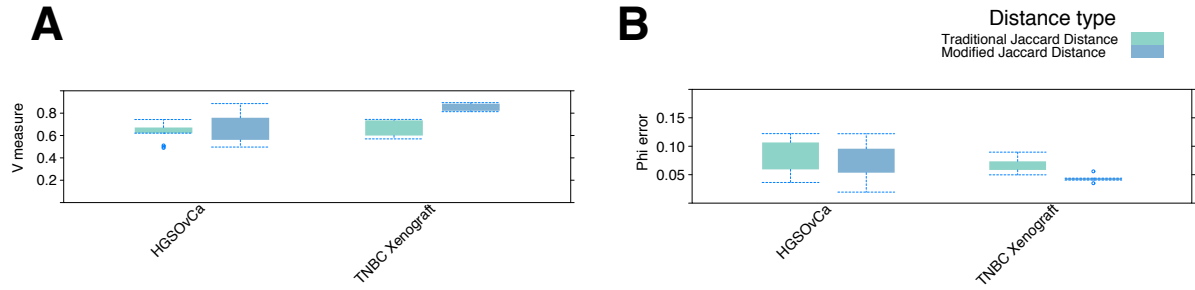 A
V measure
0.8
0.6
0.4
0.2
HGSOvCa
TNBC Xenograft
B
Distance type
Traditional Jaccard Distance
Modified Jaccard Distance
Phi error
0.15
0.10
0.05
HGSOvCa
TNBC Xenograft